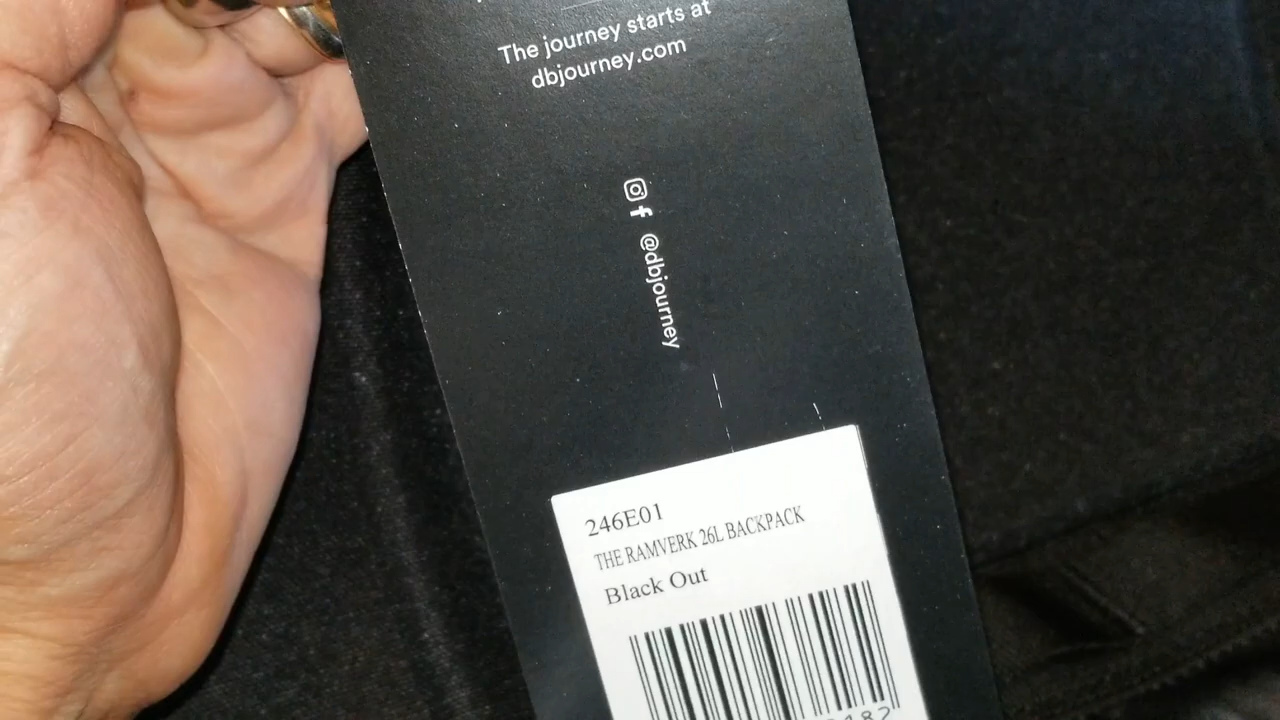 The journey starts at
dbjourney.com
@dbjourney
246E01
THE RAMVERK 26L BACKPACK
Black Out